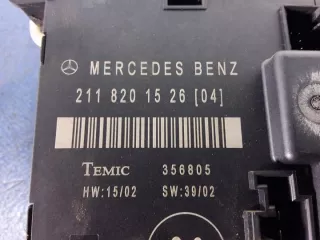 MERCEDES BENZ
211 820 15 26 [04]
TEMIC 356805
HW:15/02 SW:39/02